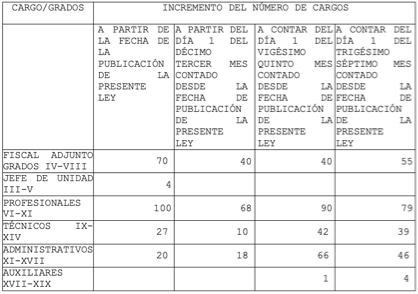 CARGO/GRADOS
INCREMENTO DEL NÚMERO DE CARGOS
A PARTIR DE
LA FECHA DE
LA
PUBLICACIÓN
DE LA
PRESENTE
LEY
A PARTIR DEL
DÍA 1 DEL
DÉCIMO
TERCER MES
CONTADO
DESDE LA
FECHA DE
PUBLICACIÓN
DE LA
PRESENTE
LEY
A CONTAR DEL
DÍA 1 DEL
VIGÉSIMO
QUINTO MES
CONTADO
DESDE LA
FECHA DE
PUBLICACIÓN
DE LA
PRESENTE
LEY
A CONTAR DEL
DÍA 1 DEL
TRIGÉSIMO
SÉPTIMO MES
CONTADO
DESDE LA
FECHA DE
PUBLICACIÓN
DE LA
PRESENTE
LEY
FISCAL ADJUNTO
GRADOS IV-VIII
70 40 40 55
JEFE DE UNIDAD
III-V
4
PROFESIONALES
VI-XI
100 68 90 79
TÉCNICOS IX-
XIV
27 10 42 39
ADMINISTRATIVOS
XI-XVII
20 18 66 46
AUXILIARES
XVII-XIX
1 4